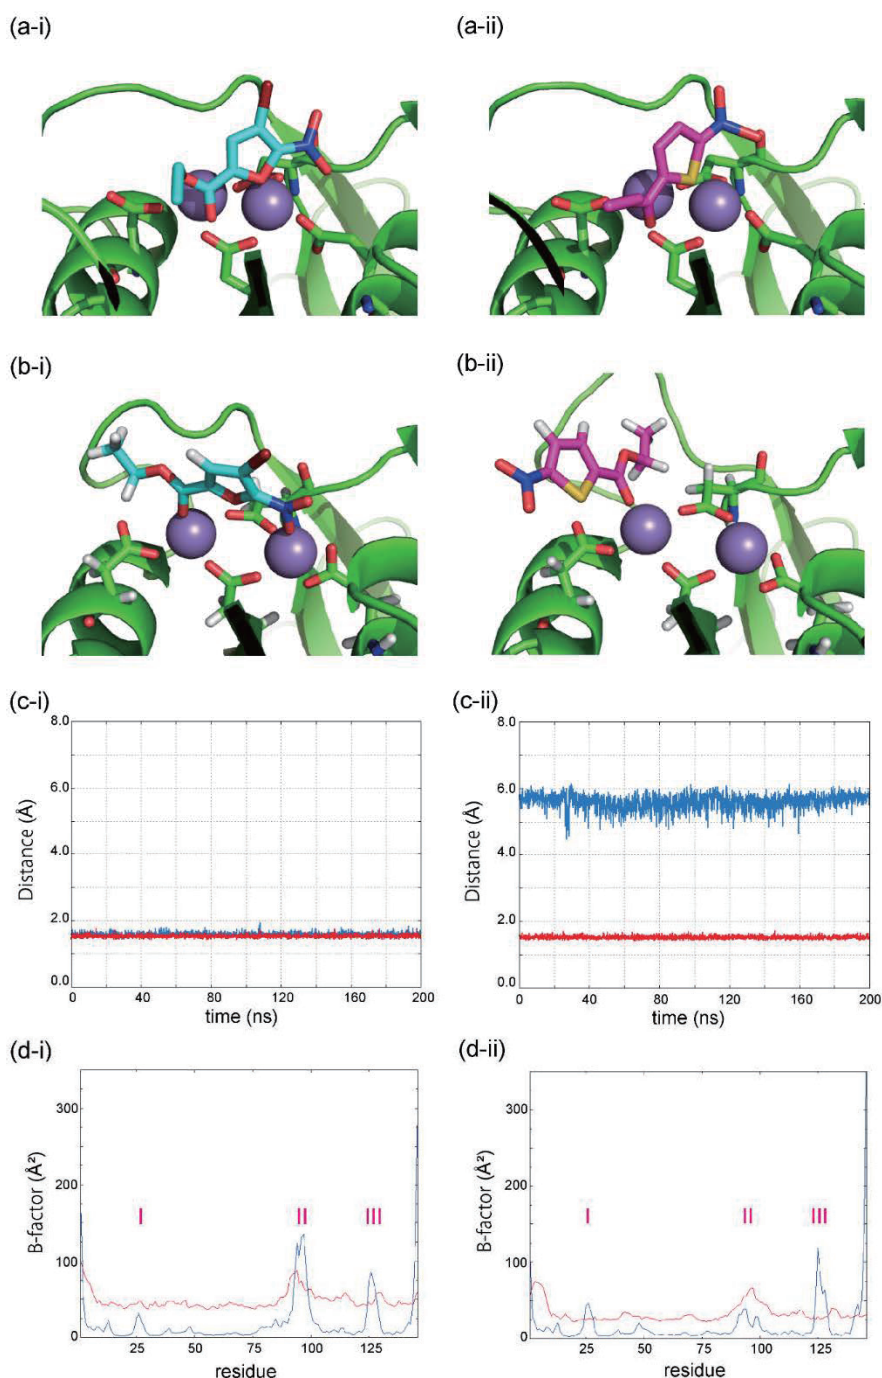 (a-i) (a-ii)
(b-i) (b-ii)
(c-i) (c-ii)
8.0 8.0
6.0 6.0
4.0 4.0
2.0 2.0
0.0 0.0
Distance (Å) Distance (Å)
0 40 80 120 160 200 0 40 80 120 160 200
time (ns) time (ns)
(d-i) (d-ii)
300 300
200 200
100 100
0 0
B-factor (Å²) B-factor (Å²)
I II III I II III
25 50 75 100 125 25 50 75 100 125
residue residue